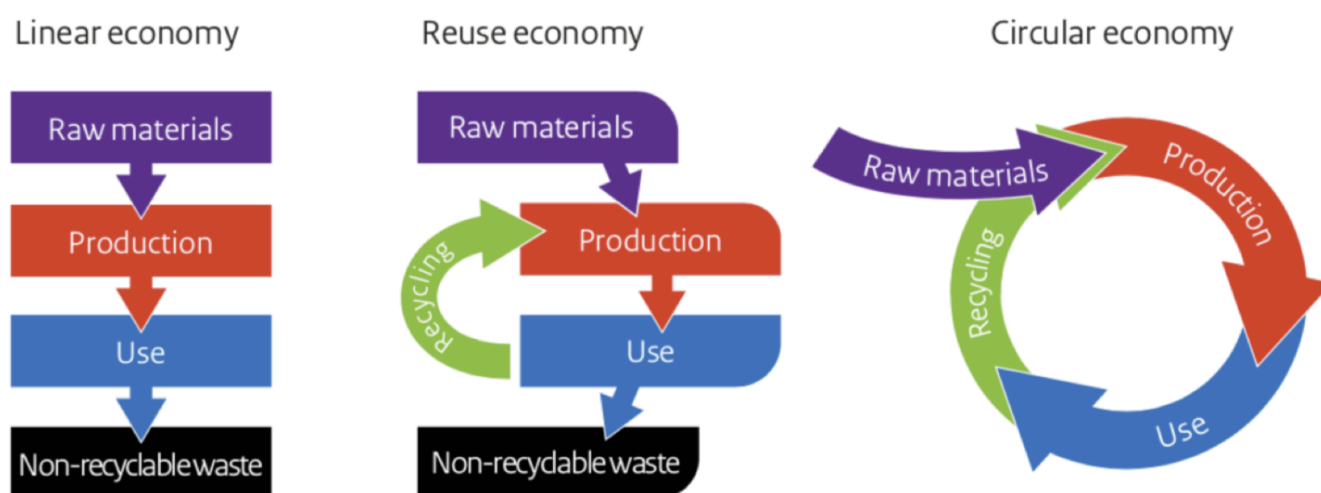 Linear economy
Raw materials
Production
Use
Non-recyclable waste
Reuse economy
Raw materials
Recycling
Production
Use
Non-recyclable waste
Circular economy
Raw materials
Production
Use
Recycling